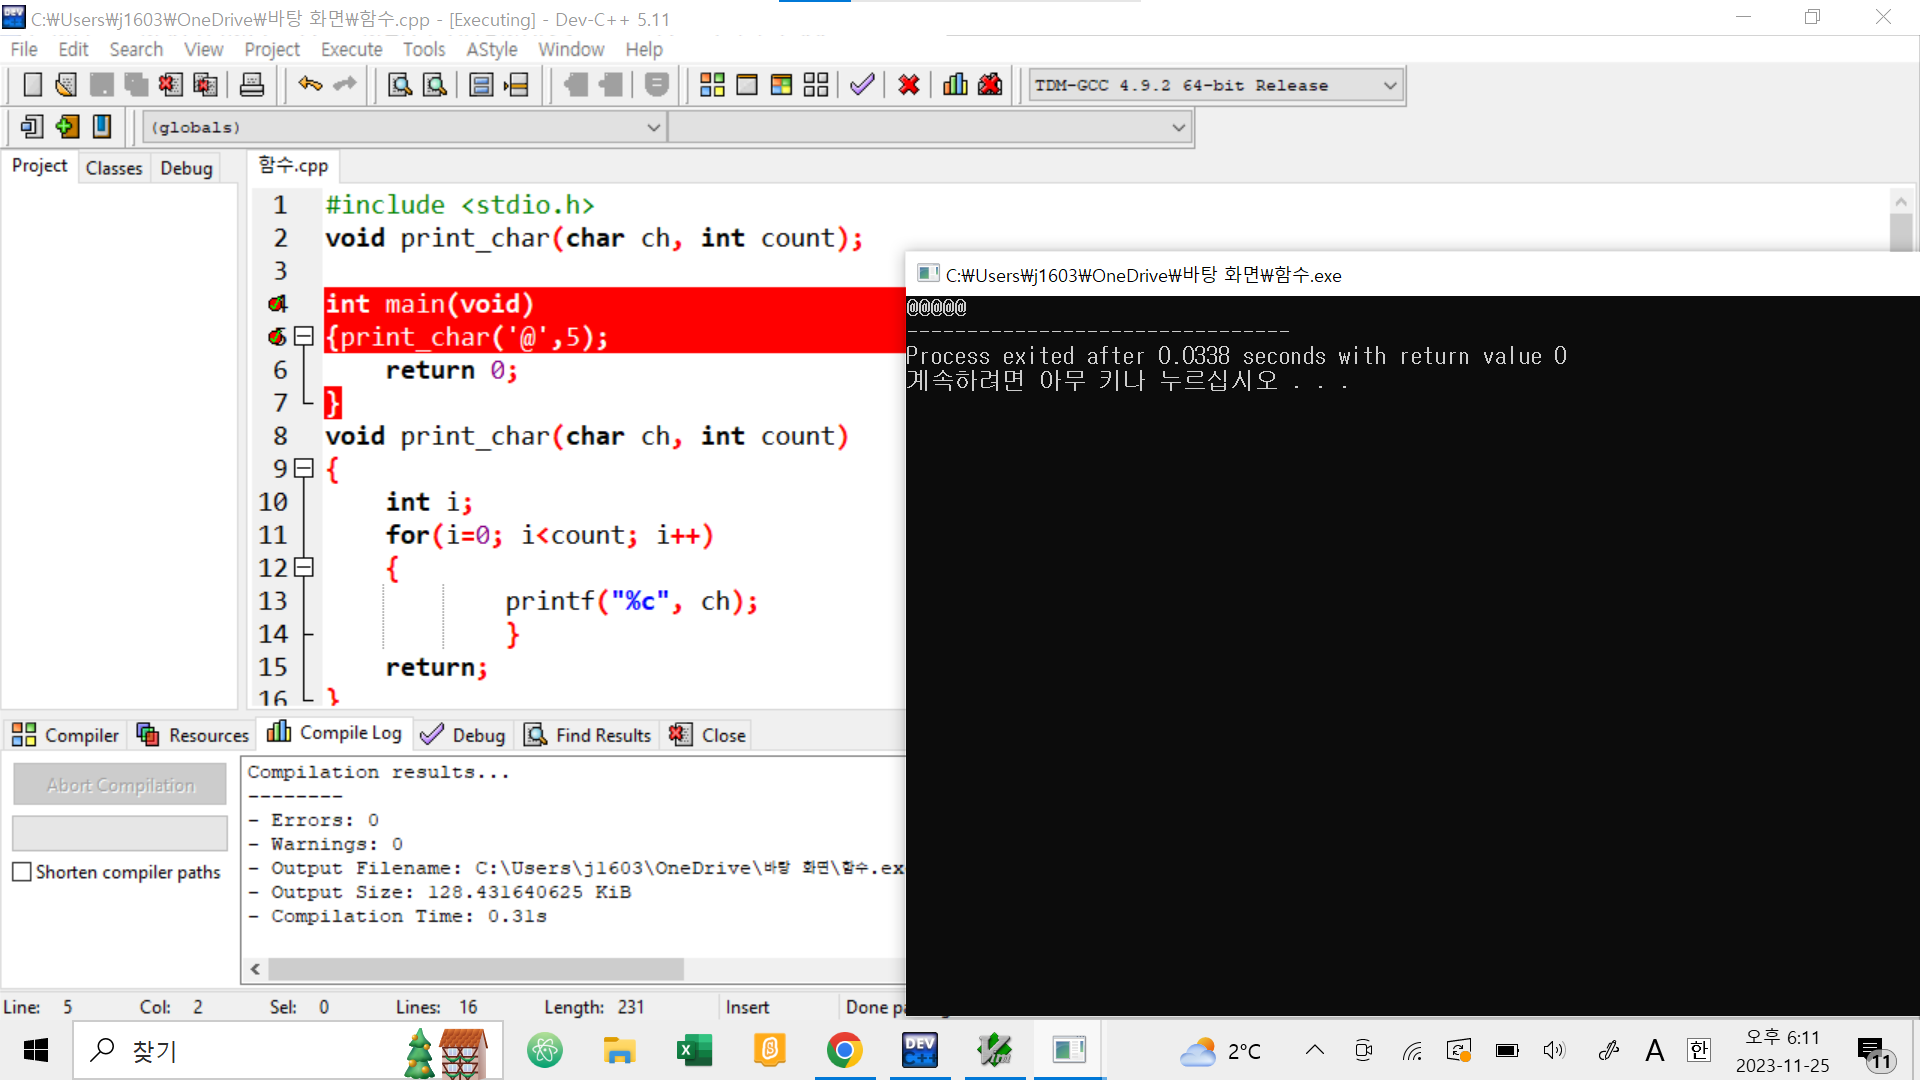 C:₩Users₩j1603₩OneDrive₩바탕 화면₩함수.cpp - [Executing] - Dev-C++ 5.11
File Edit Search View Project Execute Tools AStyle Window Help
TDM-GCC 4.9.2 64-bit Release
(globals)
Project Classes Debug
함수.cpp
1 #include <stdio.h>
2 void print_char(char ch, int count);
3
4 int main(void)
5 {print_char('@',5);
6 return 0;
7 }
8 void print_char(char ch, int count)
9 {
10 int i;
11 for(i=0; i<count; i++)
12 {
13 printf("%c", ch);
14 }
15 return;
16 }
C:₩Users₩j1603₩OneDrive₩바탕 화면₩함수.exe
@@@@@
--------------------------------
Process exited after 0.0338 seconds with return value 0
계속하려면 아무 키나 누르십시오 . . .
Compiler Resources Compile Log Debug Find Results Close
Abort Compilation
Shorten compiler paths
Compilation results...
--------
- Errors: 0
- Warnings: 0
- Output Filename: C:\Users\j1603\OneDrive\바탕 화면\함수.ex
- Output Size: 128.431640625 KiB
- Compilation Time: 0.31s
Line: 5 Col: 2 Sel: 0 Lines: 16 Length: 231 Insert Done
찾기
DEV C++
2°C
A
한
오후 6:11
2023-11-25
11